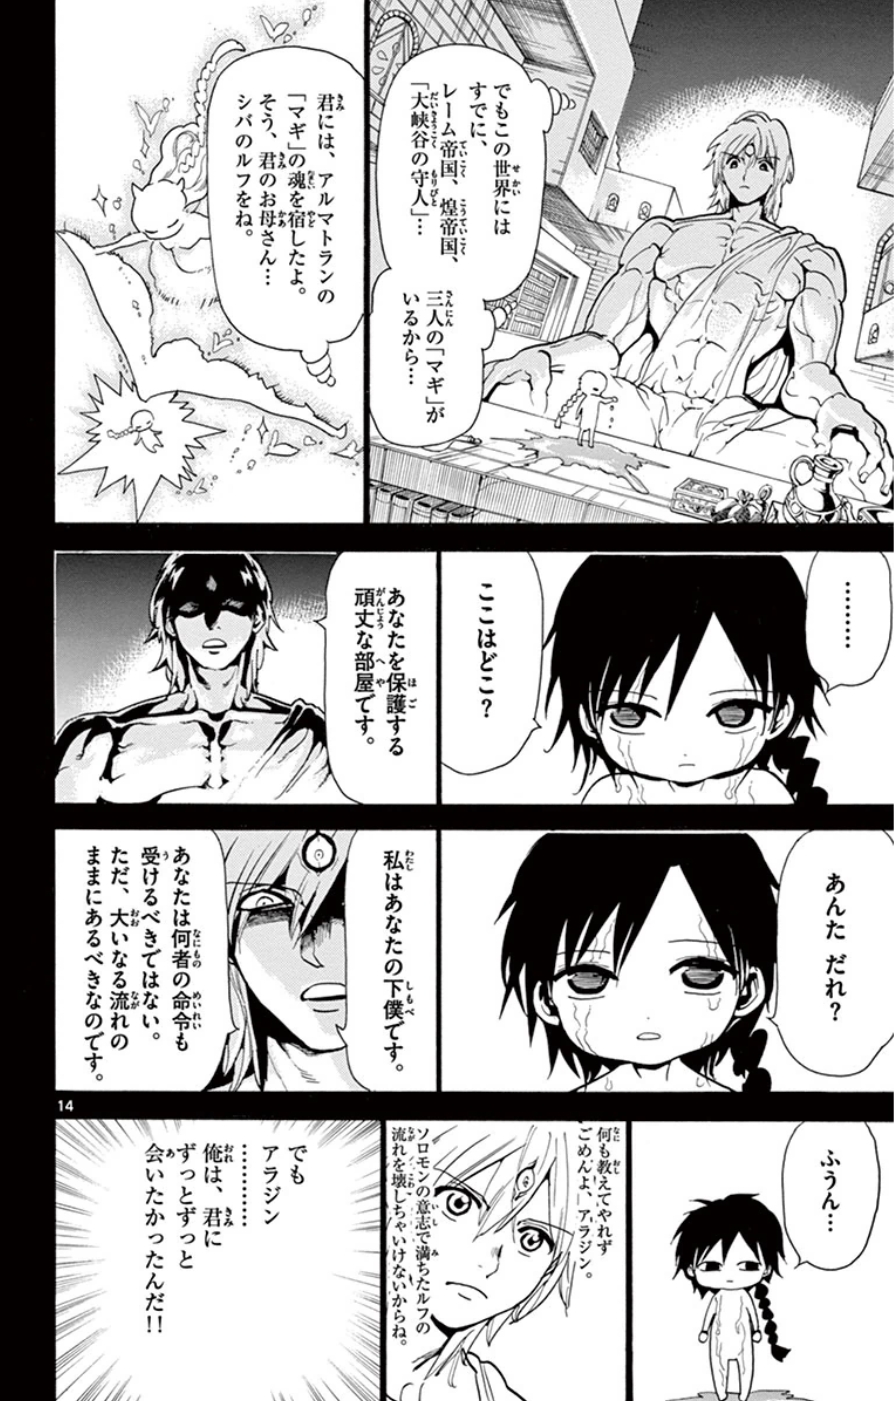 でもこの世界には
すでに、
レーム帝国、煌帝国、
「大峡谷の守人」…
三人の「マギ」が
いるから…
君には、アルマトランの
「マギ」の魂を宿したよ。
そう、君のお母さん…
シバのルフをね。
………
ここはどこ?
あなたを保護する
頑丈な部屋です。
あんた だれ?
私はあなたの下僕です。
あなたは何者の命令も
受けるべきではない。
ただ、大いなる流れの
ままにあるべきなのです。
ふうん…
何も教えてやれず
ごめんよ、アラジン。
ソロモンの意志で満ちたルフの
流れを壊しちゃいけないからね。
でも
アラジン
…………
俺は、君に
ずっとずっと
会いたかったんだ!!
14